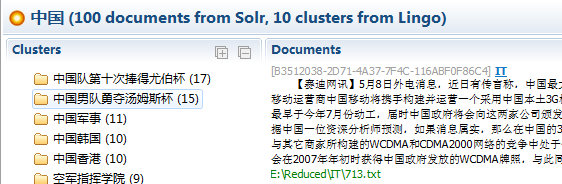 中国 (100 documents from Solr, 10 clusters from Lingo)
Clusters
中国队第十次捧得尤伯杯 (17)
中国男队勇夺汤姆斯杯 (15)
中国军事 (11)
中国韩国 (10)
中国香港 (10)
空军指挥学院 (9)
Documents
[B3512038-2D71-4A37-7F4C-116ABF0F86C4] IT
【赛迪网讯】5月8日外电消息，近日有传言称，中国最大
移动运营商中国移动将携手构建并运营一个采用中国本土3G标
最早于今年7月份动工，届时中国政府将会向这两家公司颁发
据中国一位资深分析师预测，如果消息属实，那么在中国的3
与其它商家所构建的WCDMA和CDMA2000网络的竞争中处于
会在2007年年初时获得中国政府发放的WCDMA牌照，与此同
E:\Reduced\IT\713.txt